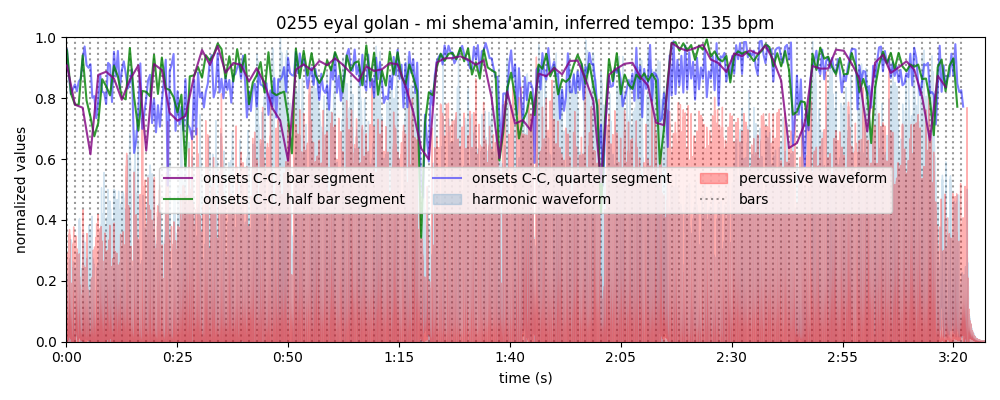 0255 eyal golan - mi shema'amin, inferred tempo: 135 bpm
1.0
0.8
0.6
0.4
0.2
0.0
normalized values
onsets C-C, bar segment
onsets C-C, half bar segment
onsets C-C, quarter segment
harmonic waveform
percussive waveform
bars
0:00 0:25 0:50 1:15 1:40 2:05 2:30 2:55 3:20
time (s)